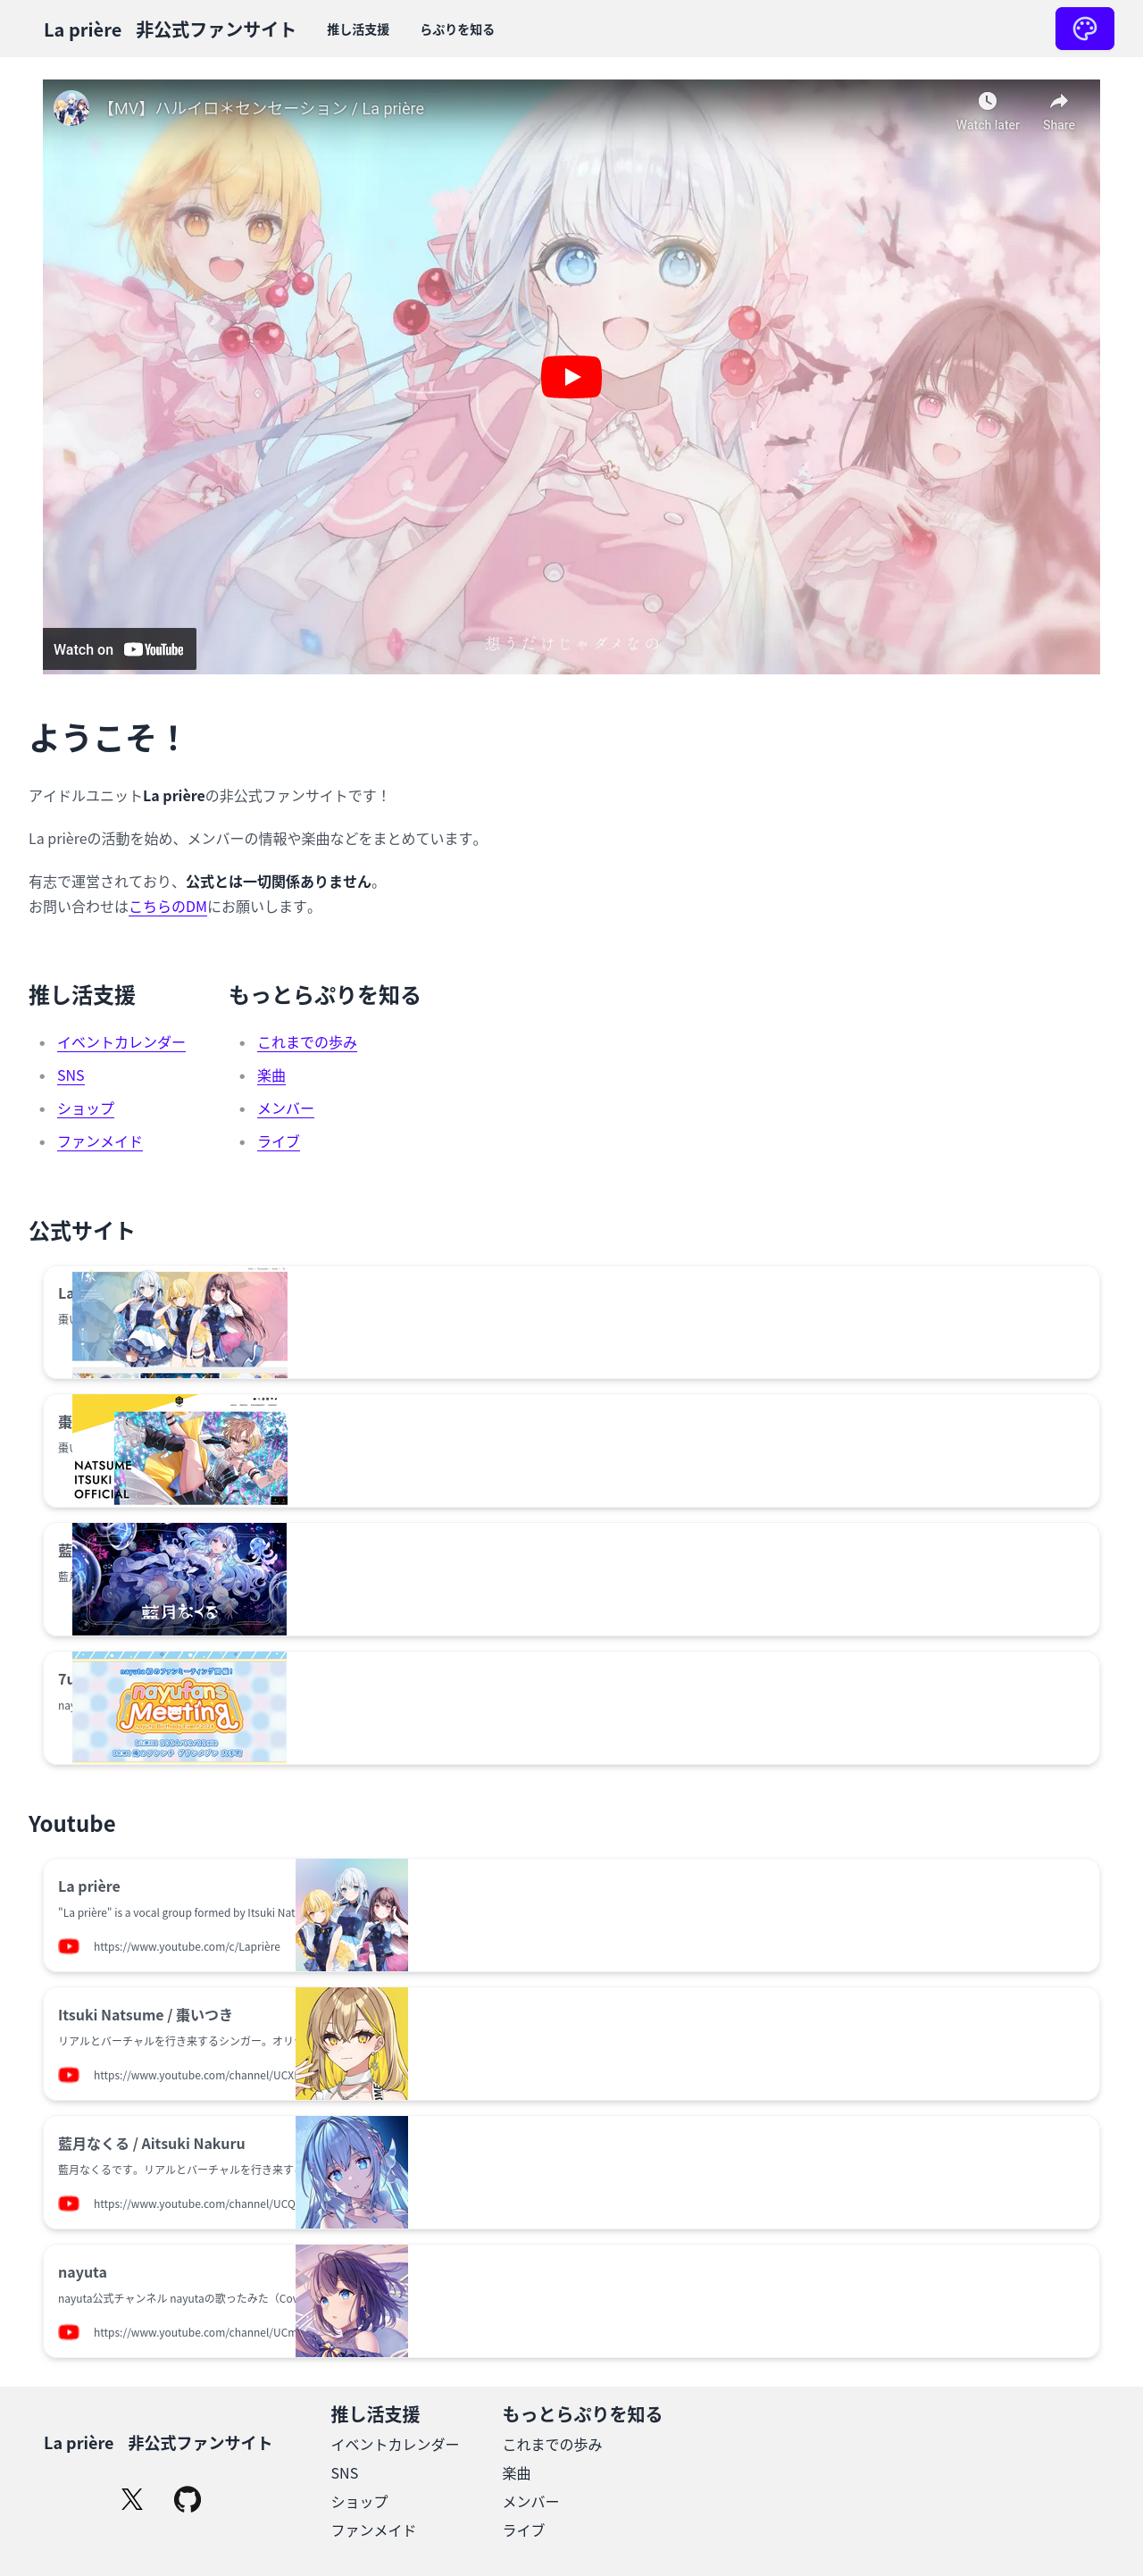 La prière 非公式ファンサイト 推し活支援 らぷりを知る
【MV】ハルイロ＊センセーション / La prière
Watch later Share
想うだけじゃダメなの
Watch on YouTube
ようこそ！
アイドルユニットLa prièreの非公式ファンサイトです！
La prièreの活動を始め、メンバーの情報や楽曲などをまとめています。
有志で運営されており、公式とは一切関係ありません。
お問い合わせはこちらのDMにお願いします。
推し活支援
イベントカレンダー
SNS
ショップ
ファンメイド
もっとらぷりを知る
これまでの歩み
楽曲
メンバー
ライブ
公式サイト
La
棗い
棗
棗い
NATSUME
ITSUKI
OFFICIAL
藍
藍月
藍月なくる
7u
nay
nayuta初のファンミーティング開催！
nayufans
Meeting
Youtube
La prière
"La prière" is a vocal group formed by Itsuki Nat
https://www.youtube.com/c/Laprière
Itsuki Natsume / 棗いつき
リアルとバーチャルを行き来するシンガー。オリ
https://www.youtube.com/channel/UCX
藍月なくる / Aitsuki Nakuru
藍月なくるです。リアルとバーチャルを行き来す
https://www.youtube.com/channel/UCQ
nayuta
nayuta公式チャンネル nayutaの歌ってみた（Cov
https://www.youtube.com/channel/UCm
La prière 非公式ファンサイト
推し活支援
イベントカレンダー
SNS
ショップ
ファンメイド
もっとらぷりを知る
これまでの歩み
楽曲
メンバー
ライブ